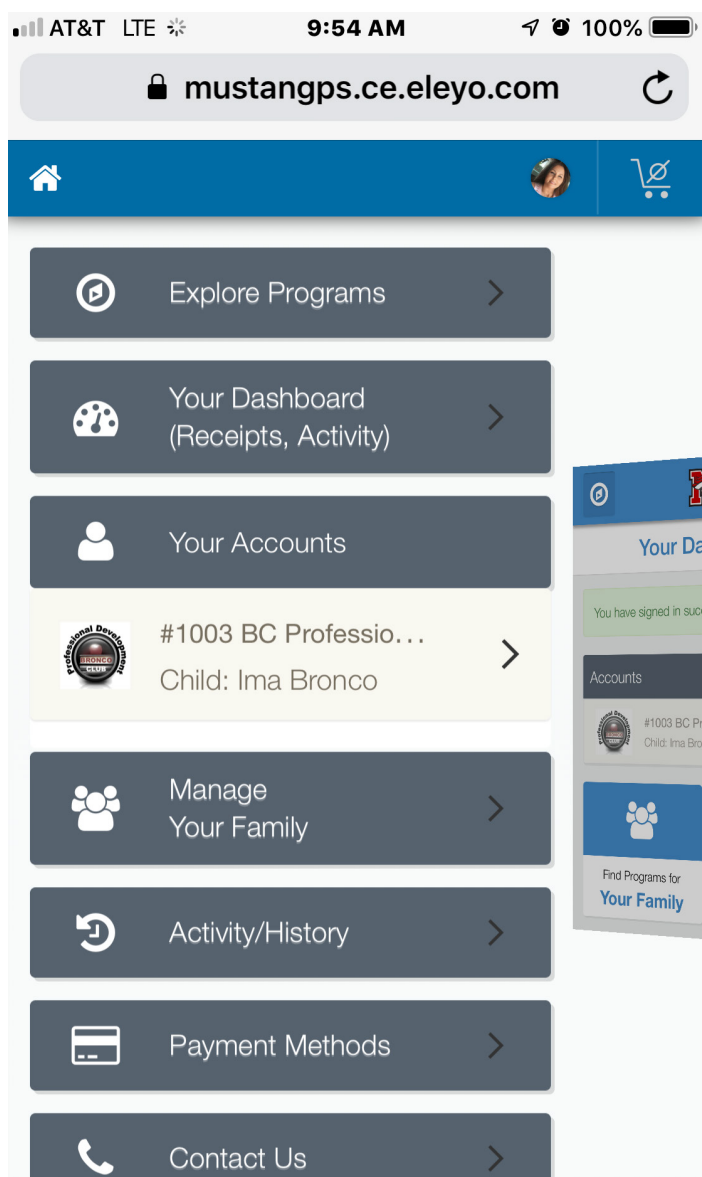 AT&T LTE 9:54 AM 100%
mustangps.ce.eleyo.com
Explore Programs
Your Dashboard
(Receipts, Activity)
Your Accounts
Professional Development
BRONCO
CLUB
#1003 BC Professio...
Child: Ima Bronco
Manage
Your Family
Activity/History
Payment Methods
Contact Us
Your Da
You have signed in suc
Accounts
#1003 BC Pr
Child: Ima Bro
Find Programs for
Your Family